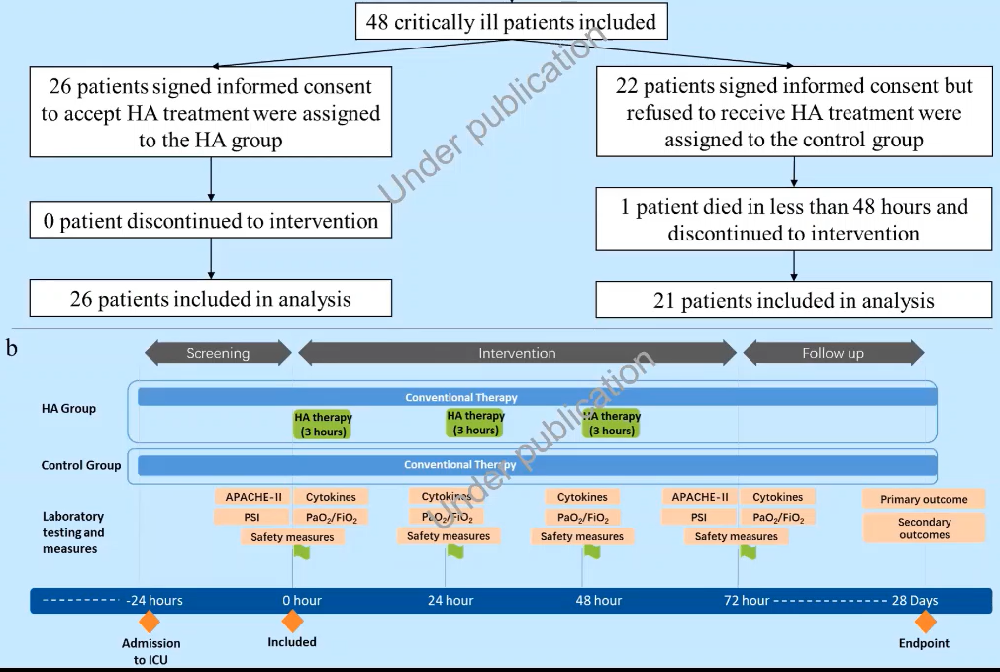 48 critically ill patients included
26 patients signed informed consent
to accept HA treatment were assigned
to the HA group
22 patients signed informed consent but
refused to receive HA treatment were
assigned to the control group
0 patient discontinued to intervention
1 patient died in less than 48 hours and
discontinued to intervention
26 patients included in analysis
21 patients included in analysis
Under publication
b
Screening
Intervention
Follow up
HA Group
Conventional Therapy
HA therapy
(3 hours)
HA therapy
(3 hours)
HA therapy
(3 hours)
Control Group
Conventional Therapy
Under publication
Laboratory
testing and
measures
APACHE-II
Cytokines
Cytokines
Cytokines
APACHE-II
Cytokines
Primary outcome
PSI
PaO₂/FiO₂
PaO₂/FiO₂
PaO₂/FiO₂
PSI
PaO₂/FiO₂
Secondary
outcomes
Safety measures
Safety measures
Safety measures
Safety measures
-24 hours
0 hour
24 hour
48 hour
72 hour
28 Days
Admission
to ICU
Included
Endpoint